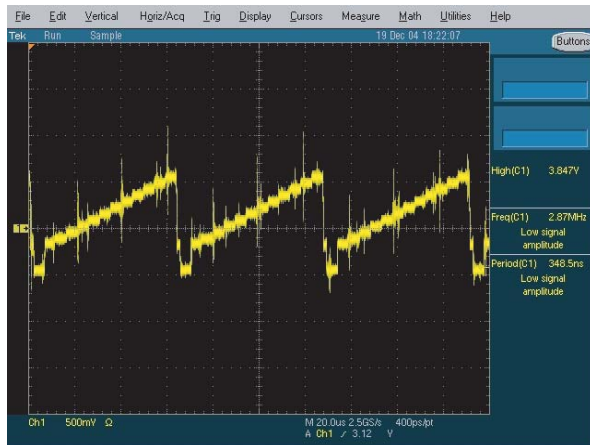 File Edit Vertical Horiz/Acq Trig Display Cursors Measure Math Utilities Help
Tek Run Sample 19 Dec 04 18:22:07
Buttons
High(C1) 3.847V
Freq(C1) 2.87MHz
Low signal
amplitude
Period(C1) 348.5ns
Low signal
amplitude
1
Ch1 500mV Ω M 20.0us 2.5GS/s 400ps/pt
A Ch1 / 3.12 V